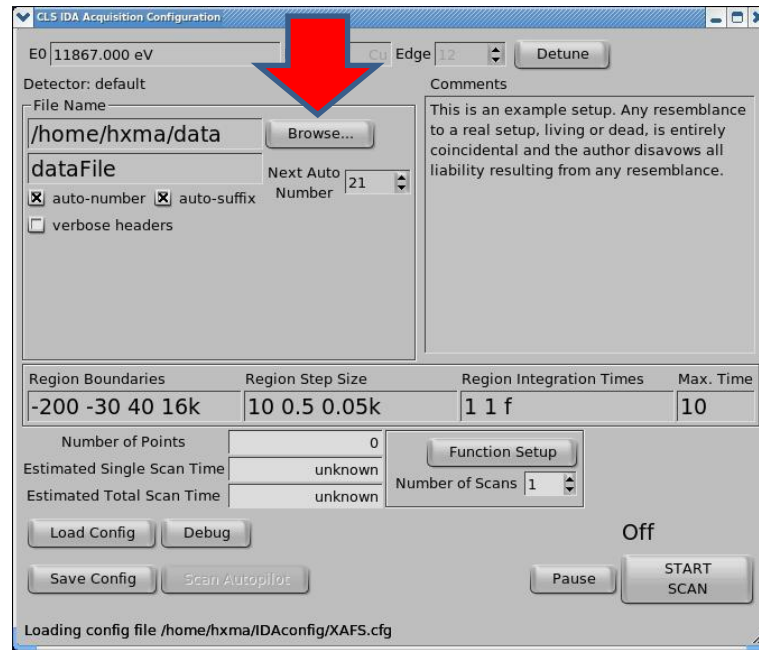 CLS IDA Acquisition Configuration
E0 11867.000 eV Cu Edge 12 Detune
Detector: default
Comments
File Name
/home/hxma/data Browse...
dataFile
Next Auto Number 21
auto-number auto-suffix
verbose headers
This is an example setup. Any resemblance
to a real setup, living or dead, is entirely
coincidental and the author disavows all
liability resulting from any resemblance.
Region Boundaries Region Step Size Region Integration Times Max. Time
-200 -30 40 16k 10 0.5 0.05k 1 1 f 10
Number of Points 0
Estimated Single Scan Time unknown
Estimated Total Scan Time unknown
Function Setup
Number of Scans 1
Load Config Debug
Off
Save Config Scan Autopilot Pause
START
SCAN
Loading config file /home/hxma/IDAconfig/XAFS.cfg